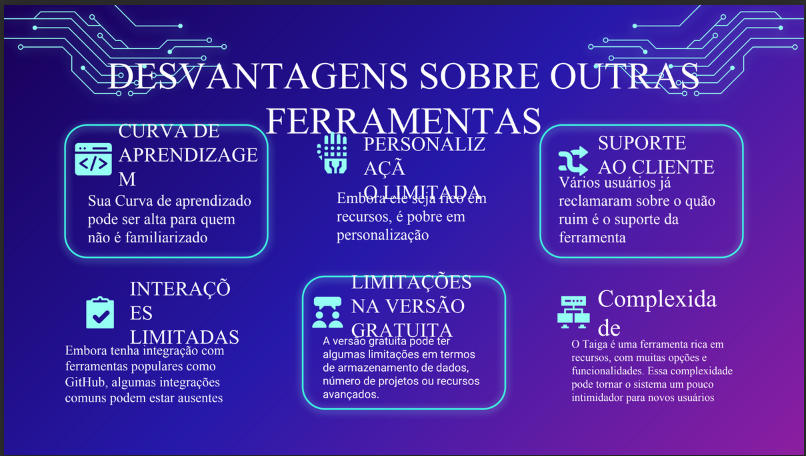 DESVANTAGENS SOBRE OUTRAS
FERRAMENTAS
CURVA DE
APRENDIZAGE
M
Sua Curva de aprendizado
pode ser alta para quem
não é familiarizado
PERSONALIZ
AÇÃ
O LIMITADA
Embora ele seja rico em
recursos, é pobre em
personalização
SUPORTE
AO CLIENTE
Vários usuários já
reclamaram sobre o quão
ruim é o suporte da
ferramenta
INTERAÇÕ
ES
LIMITADAS
Embora tenha integração com
ferramentas populares como
GitHub, algumas integrações
comuns podem estar ausentes
LIMITAÇÕES
NA VERSÃO
GRATUITA
A versão gratuita pode ter
algumas limitações em termos
de armazenamento de dados,
número de projetos ou recursos
avançados.
Complexida
de
O Taiga é uma ferramenta rica em
recursos, com muitas opções e
funcionalidades. Essa complexidade
pode tornar o sistema um pouco
intimidador para novos usuários